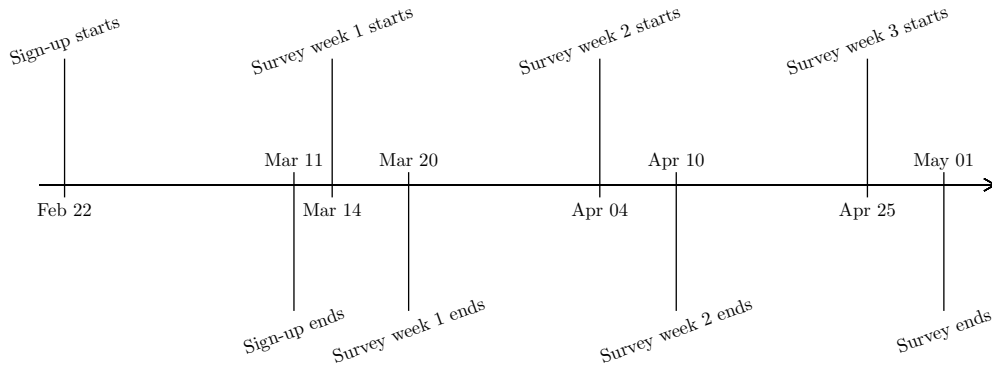 Sign-up starts
Survey week 1 starts
Survey week 2 starts
Survey week 3 starts
Mar 11
Mar 20
Apr 10
May 01
Feb 22
Mar 14
Apr 04
Apr 25
Sign-up ends
Survey week 1 ends
Survey week 2 ends
Survey ends